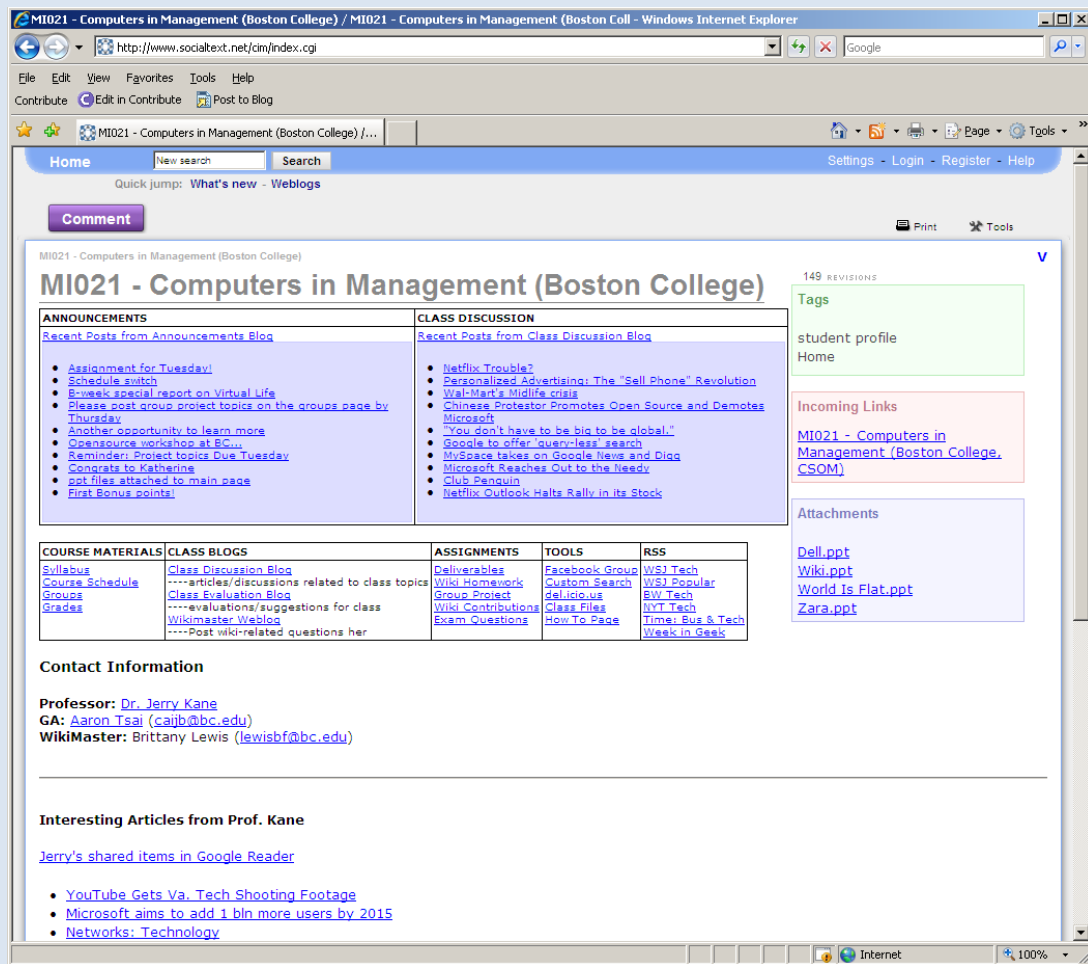 MI021 - Computers in Management (Boston College) / MI021 - Computers in Management (Boston Coll - Windows Internet Explorer
http://www.socialtext.net/cim/index.cgi
Google
File Edit View Favorites Tools Help
Contribute Edit in Contribute Post to Blog
MI021 - Computers in Management (Boston College) /...
Page Tools »
Home New search Search Settings - Login - Register - Help
Quick jump: What's new - Weblogs
Comment
Print Tools
MI021 - Computers in Management (Boston College)
V
MI021 - Computers in Management (Boston College)
149 REVISIONS
ANNOUNCEMENTS
Recent Posts from Announcements Blog
Assignment for Tuesday!
Schedule switch
B-week special report on Virtual Life
Please post group project topics on the groups page by
Thursday
Another opportunity to learn more
Opensource workshop at BC...
Reminder: Project topics Due Tuesday
Congrats to Katherine
ppt files attached to main page
First Bonus points!
CLASS DISCUSSION
Recent Posts from Class Discussion Blog
Netflix Trouble?
Personalized Advertising: The "Sell Phone" Revolution
Wal-Mart's Midlife crisis
Chinese Protestor Promotes Open Source and Demotes
Microsoft
"You don't have to be big to be global."
Google to offer 'query-less' search
MySpace takes on Google News and Digg
Microsoft Reaches Out to the Needy
Club Penguin
Netflix Outlook Halts Rally in its Stock
Tags
student profile
Home
Incoming Links
MI021 - Computers in
Management (Boston College,
CSOM)
Attachments
Dell.ppt
Wiki.ppt
World Is Flat.ppt
Zara.ppt
COURSE MATERIALS
Syllabus
Course Schedule
Groups
Grades
CLASS BLOGS
Class Discussion Blog
----articles/discussions related to class topics
Class Evaluation Blog
----evaluations/suggestions for class
Wikimaster Weblog
----Post wiki-related questions her
ASSIGNMENTS
Deliverables
Wiki Homework
Group Project
Wiki Contributions
Exam Questions
TOOLS
Facebook Group
Custom Search
del.icio.us
Class Files
How To Page
RSS
WSJ Tech
WSJ Popular
BW Tech
NYT Tech
Time: Bus & Tech
Week in Geek
Contact Information
Professor: Dr. Jerry Kane
GA: Aaron Tsai (caijb@bc.edu)
WikiMaster: Brittany Lewis (lewisbf@bc.edu)
Interesting Articles from Prof. Kane
Jerry's shared items in Google Reader
YouTube Gets Va. Tech Shooting Footage
Microsoft aims to add 1 bln more users by 2015
Networks: Technology
Internet 100%